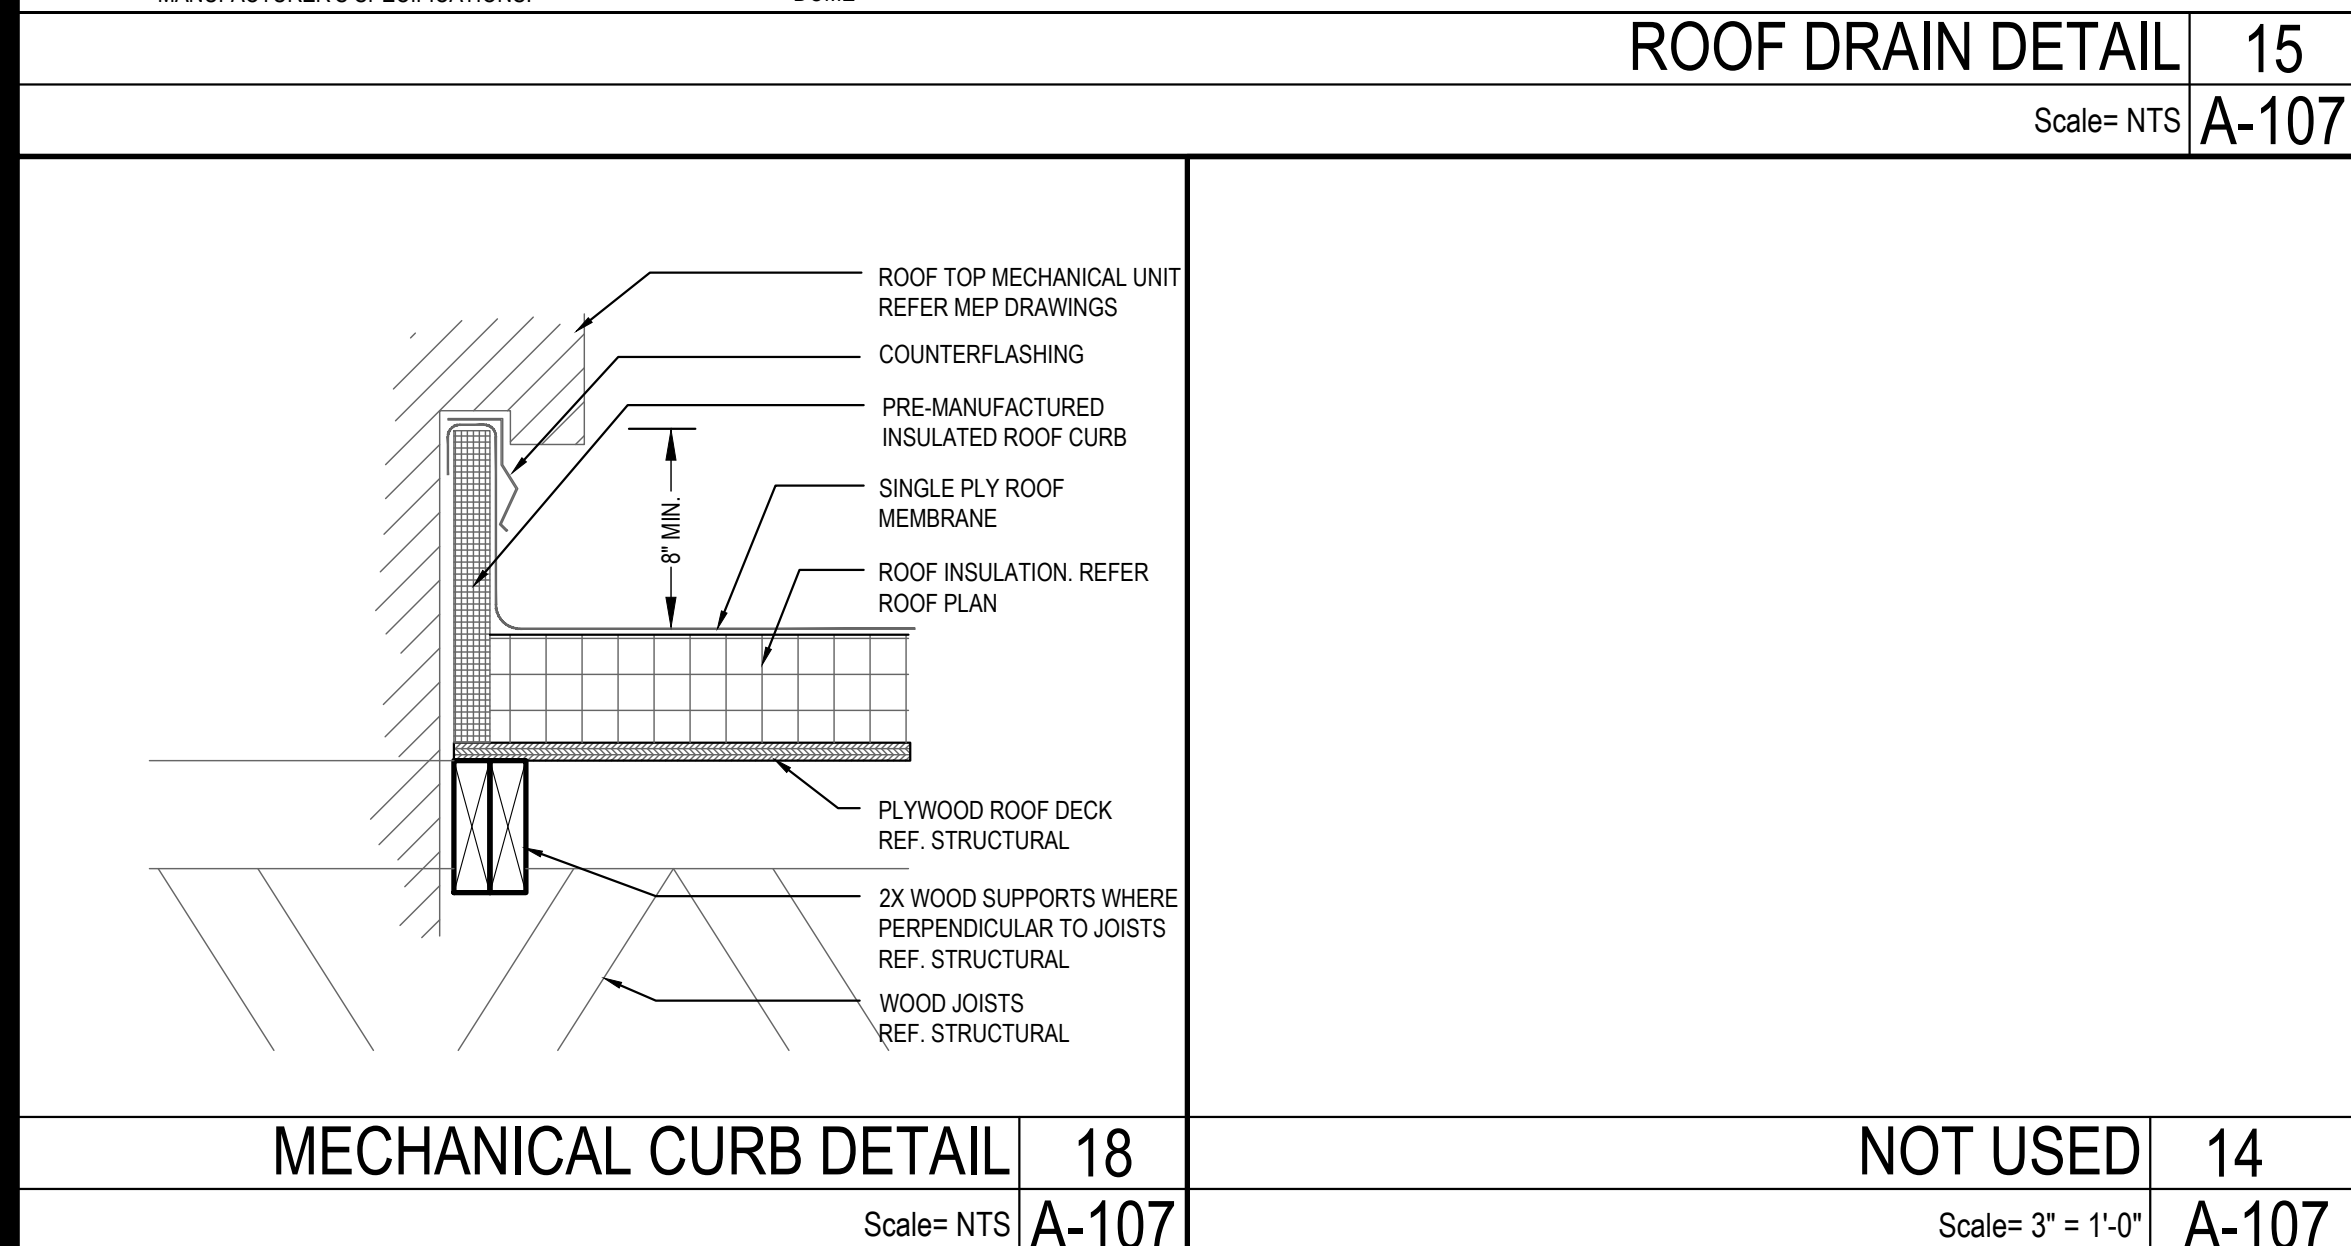 ROOF DRAIN DETAIL 15
Scale= NTS A-107
ROOF TOP MECHANICAL UNIT
REFER MEP DRAWINGS
COUNTERFLASHING
PRE-MANUFACTURED
INSULATED ROOF CURB
8" MIN.
SINGLE PLY ROOF
MEMBRANE
ROOF INSULATION. REFER
ROOF PLAN
PLYWOOD ROOF DECK
REF. STRUCTURAL
2X WOOD SUPPORTS WHERE
PERPENDICULAR TO JOISTS
REF. STRUCTURAL
WOOD JOISTS
REF. STRUCTURAL
MECHANICAL CURB DETAIL 18
Scale= NTS A-107
NOT USED 14
Scale= 3" = 1'-0" A-107